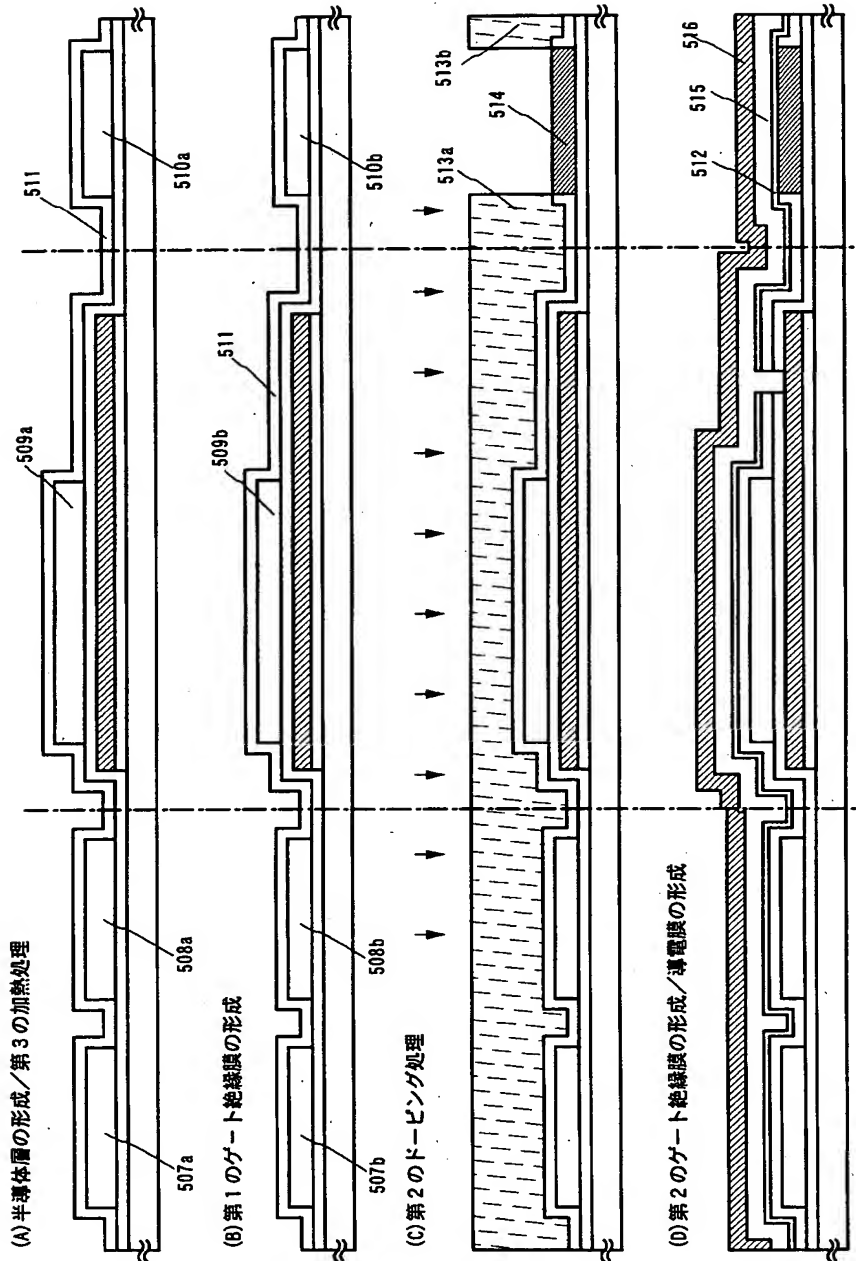 (A)半導体層の形成/第3の加熱処理
507a
508a
509a
511
510a
(B)第1のゲート絶縁膜の形成
507b
508b
509b
511
510b
(C)第2のドーピング処理
513a
514
513b
(D)第2のゲート絶縁膜の形成/導電膜の形成
512
515
516